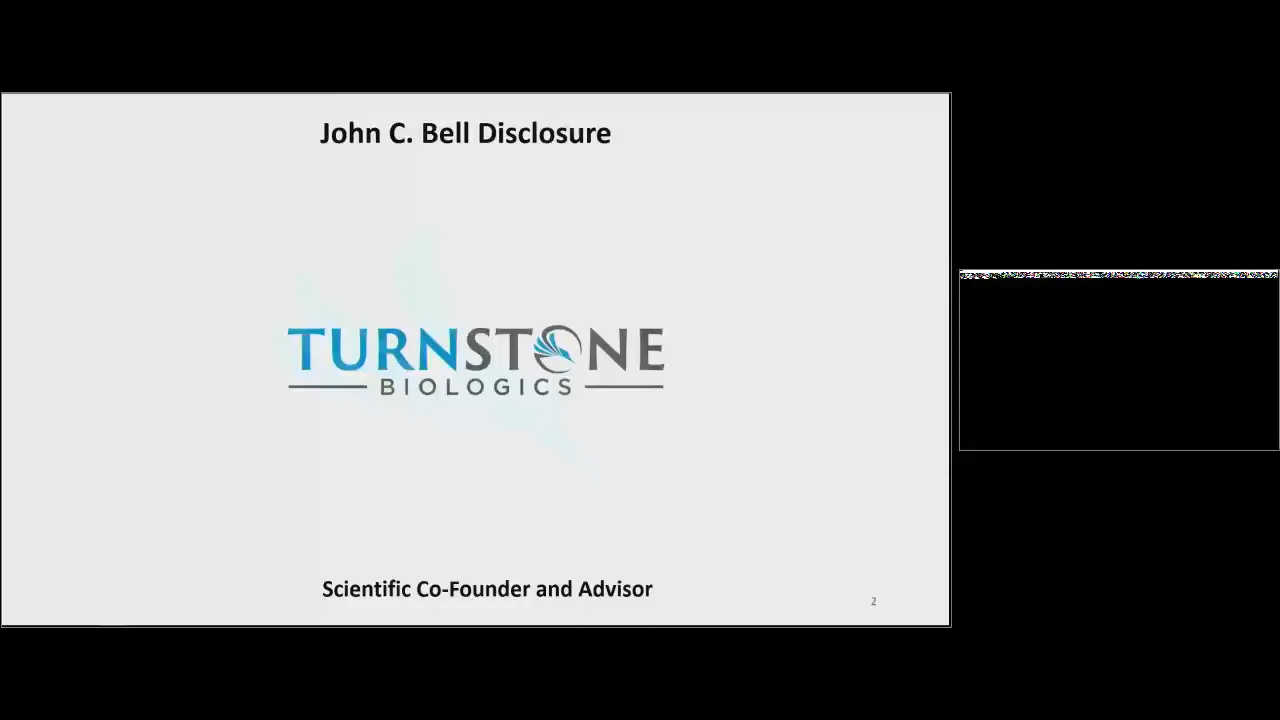 John C. Bell Disclosure
TURNSTONE
BIOLOGICS
Scientific Co-Founder and Advisor
2